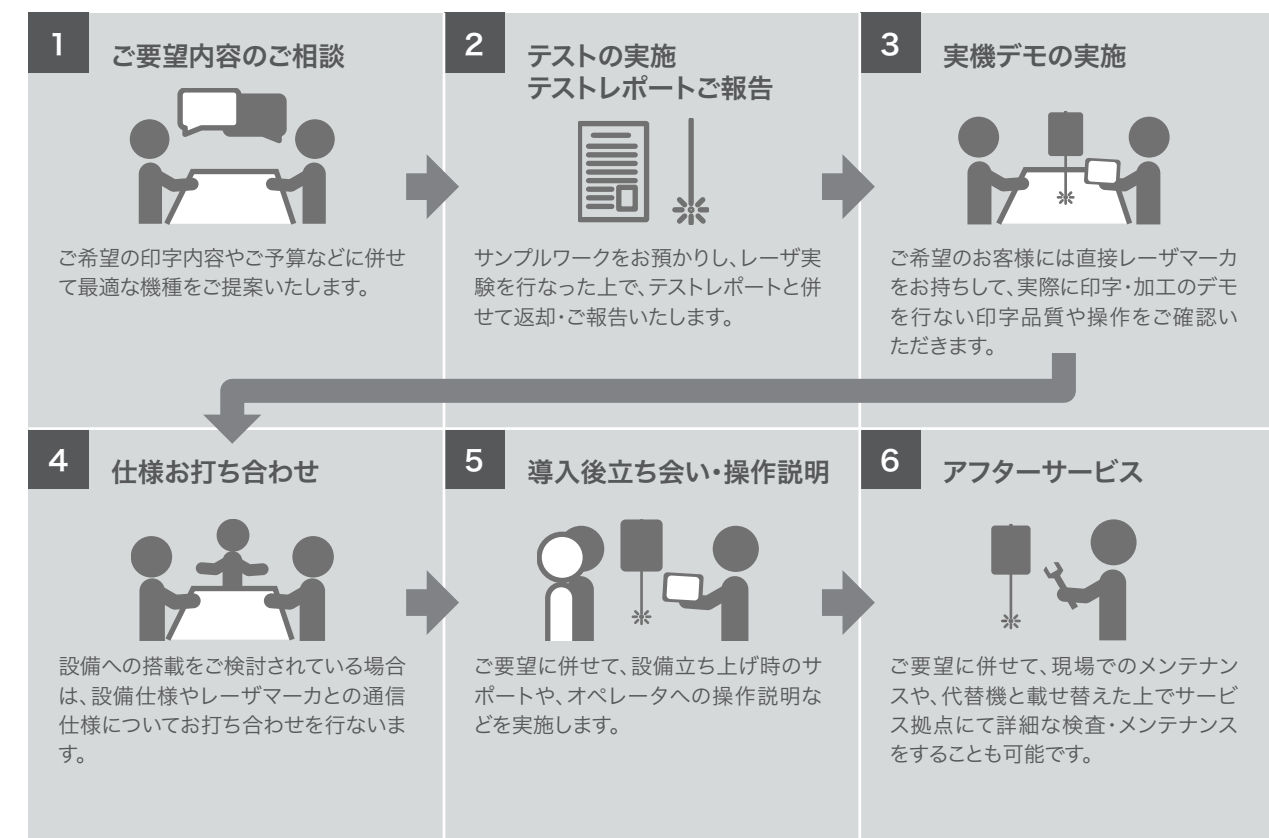 1
ご要望内容のご相談
ご希望の印字内容やご予算などに併せ
て最適な機種をご提案いたします。
2
テストの実施
テストレポートご報告
サンプルワークをお預かりし、レーザ実
験を行なった上で、テストレポートと併
せて返却・ご報告いたします。
3
実機デモの実施
ご希望のお客様には直接レーザマーカ
をお持ちして、実際に印字・加工のデモ
を行ない印字品質や操作をご確認い
ただきます。
4
仕様お打ち合わせ
設備への搭載をご検討されている場合
は、設備仕様やレーザマーカとの通信
仕様についてお打ち合わせを行ないま
す。
5
導入後立ち会い・操作説明
ご要望に併せて、設備立ち上げ時のサ
ポートや、オペレータへの操作説明な
どを実施します。
6
アフターサービス
ご要望に併せて、現場でのメンテナン
スや、代替機と載せ替えた上でサービ
ス拠点にて詳細な検査・メンテナンス
をすることも可能です。